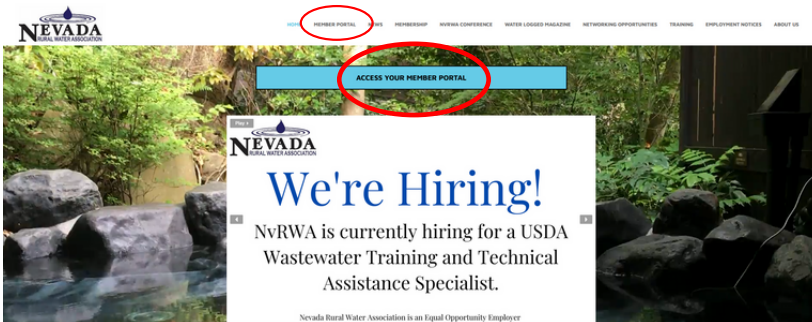 NEVADA
RURAL WATER ASSOCIATION
HOME MEMBER PORTAL NEWS MEMBERSHIP NVRWA CONFERENCE WATER LOGGED MAGAZINE NETWORKING OPPORTUNITIES TRAINING EMPLOYMENT NOTICES ABOUT US
ACCESS YOUR MEMBER PORTAL
Play
NEVADA
RURAL WATER ASSOCIATION
We're Hiring!
NvRWA is currently hiring for a USDA
Wastewater Training and Technical
Assistance Specialist.
Nevada Rural Water Association is an Equal Opportunity Employer